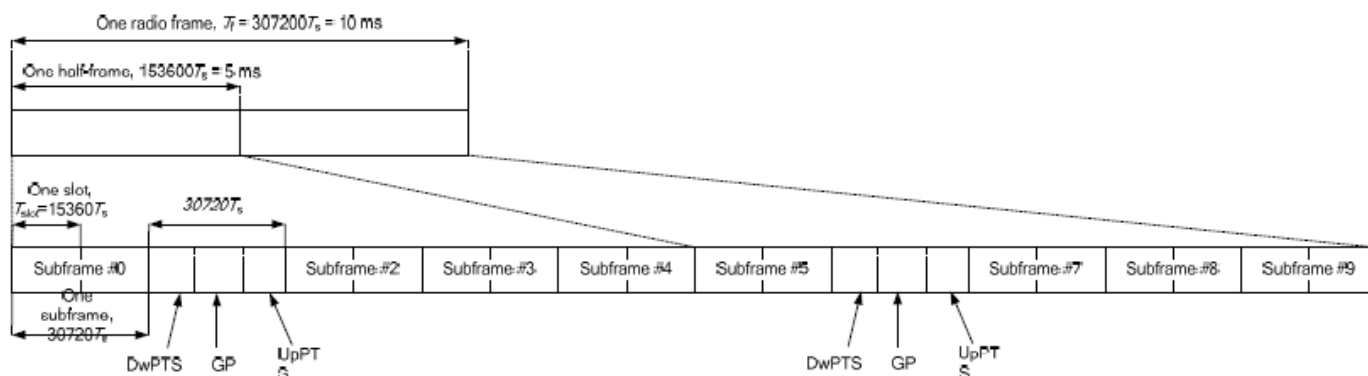 One radio frame, Tf = 307200Ts = 10 ms
One half-frame, 153600Ts = 5 ms
One slot,
Tslot=15360Ts
30720Ts
Subframe #0
Subframe #2
Subframe #3
Subframe #4
Subframe #5
Subframe #7
Subframe #8
Subframe #9
One
subframe,
30720Ts
DwPTS
GP
UpPT
S
DwPTS
GP
UpPT
S